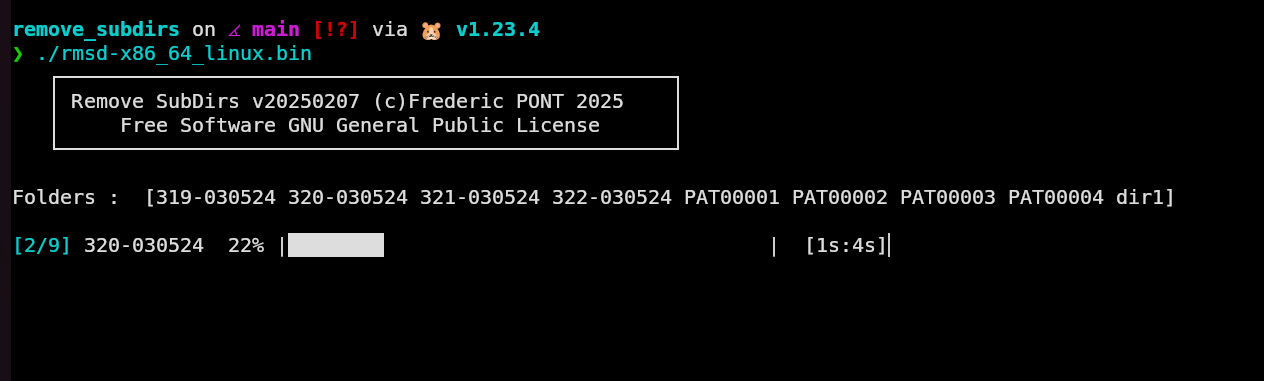 remove_subdirs on main [!?] via 🐹 v1.23.4
❯ ./rmsd-x86_64_linux.bin
Remove SubDirs v20250207 (c)Frederic PONT 2025
Free Software GNU General Public License
Folders :  [319-030524 320-030524 321-030524 322-030524 PAT00001 PAT00002 PAT00003 PAT00004 dir1]
[2/9] 320-030524  22% |████████                                |  [1s:4s]